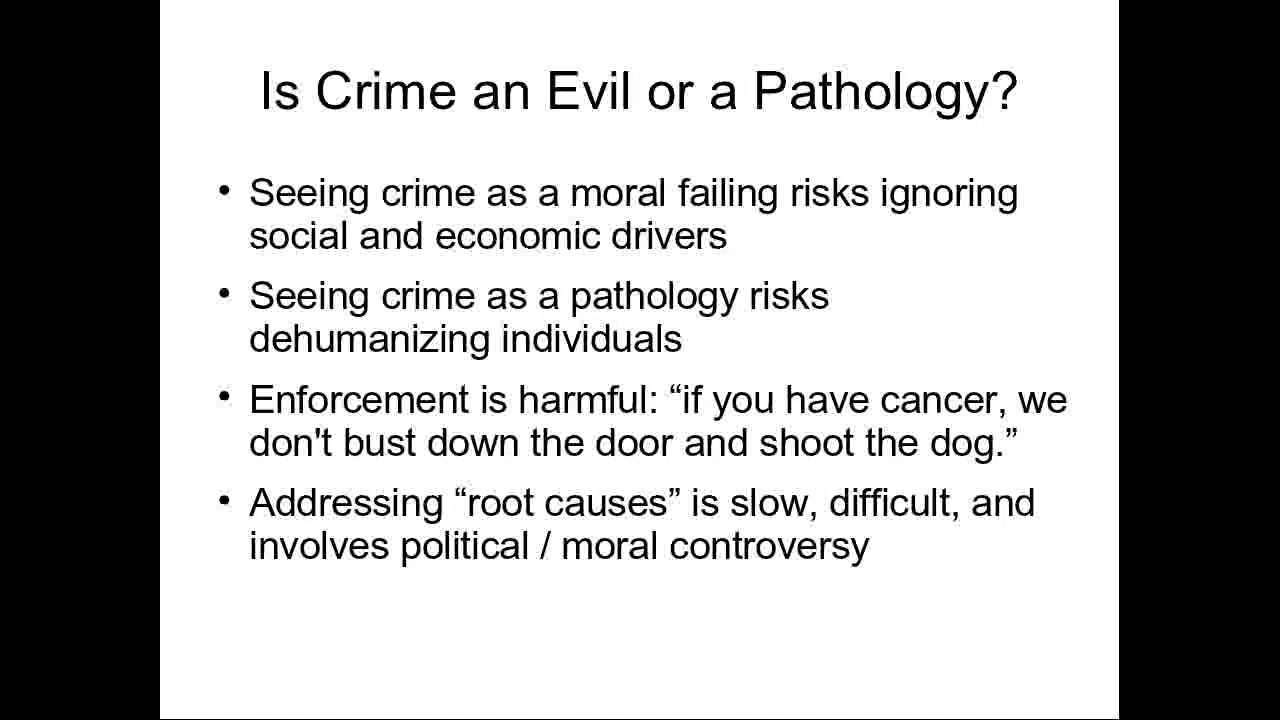 Is Crime an Evil or a Pathology?
• Seeing crime as a moral failing risks ignoring
social and economic drivers
• Seeing crime as a pathology risks
dehumanizing individuals
• Enforcement is harmful: “if you have cancer, we
don't bust down the door and shoot the dog.”
• Addressing “root causes” is slow, difficult, and
involves political / moral controversy